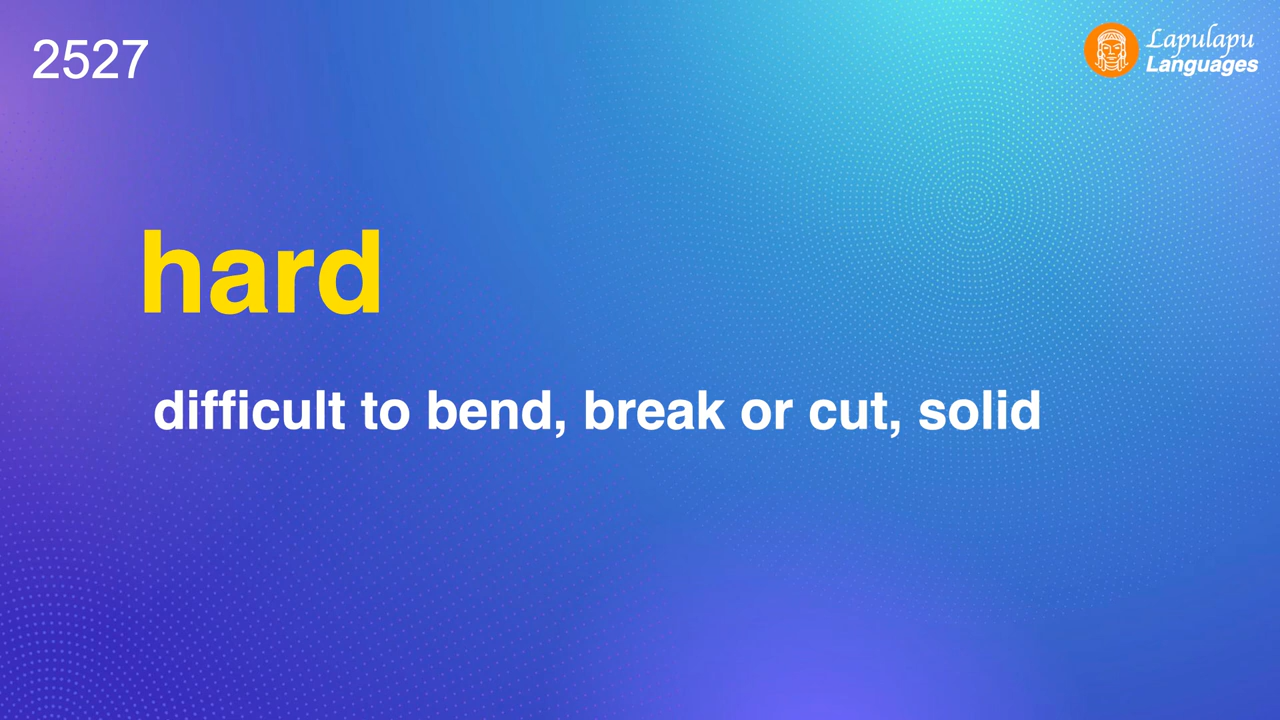 2527
Lapulapu
Languages
hard
difficult to bend, break or cut, solid